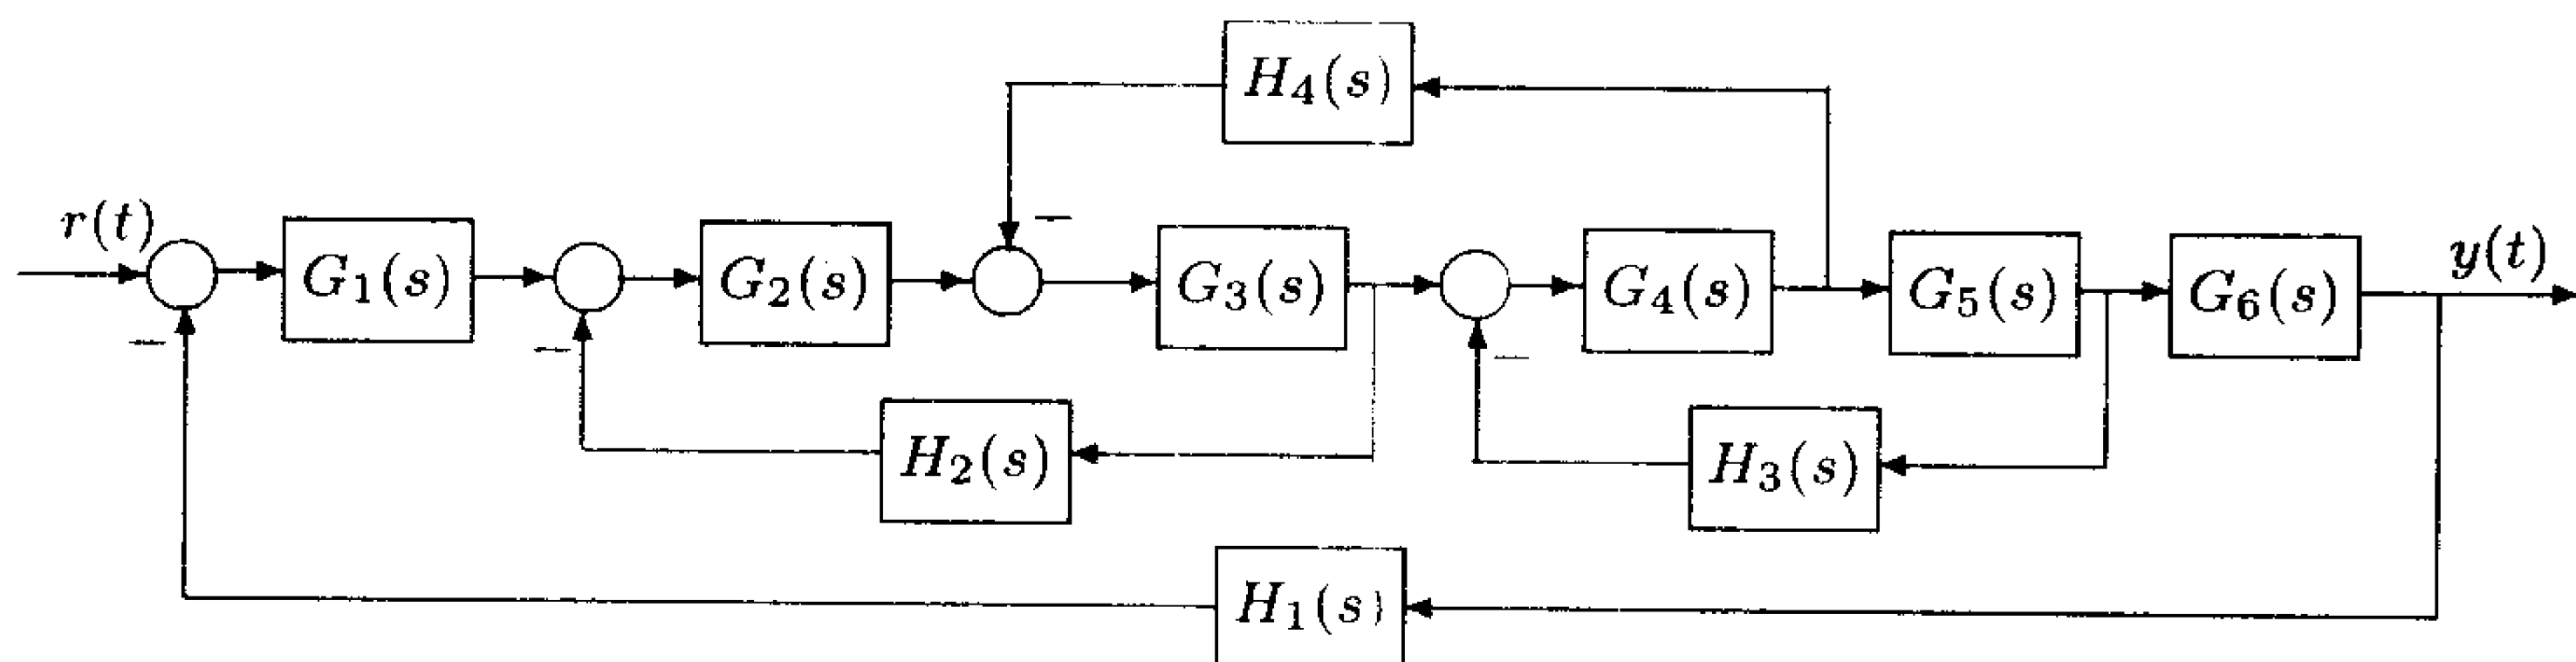 H₄(s)
r(t)
G₁(s)
G₂(s)
−
G₃(s)
G₄(s)
G₅(s)
G₆(s)
y(t)
−
−
−
H₂(s)
H₃(s)
H₁(s)